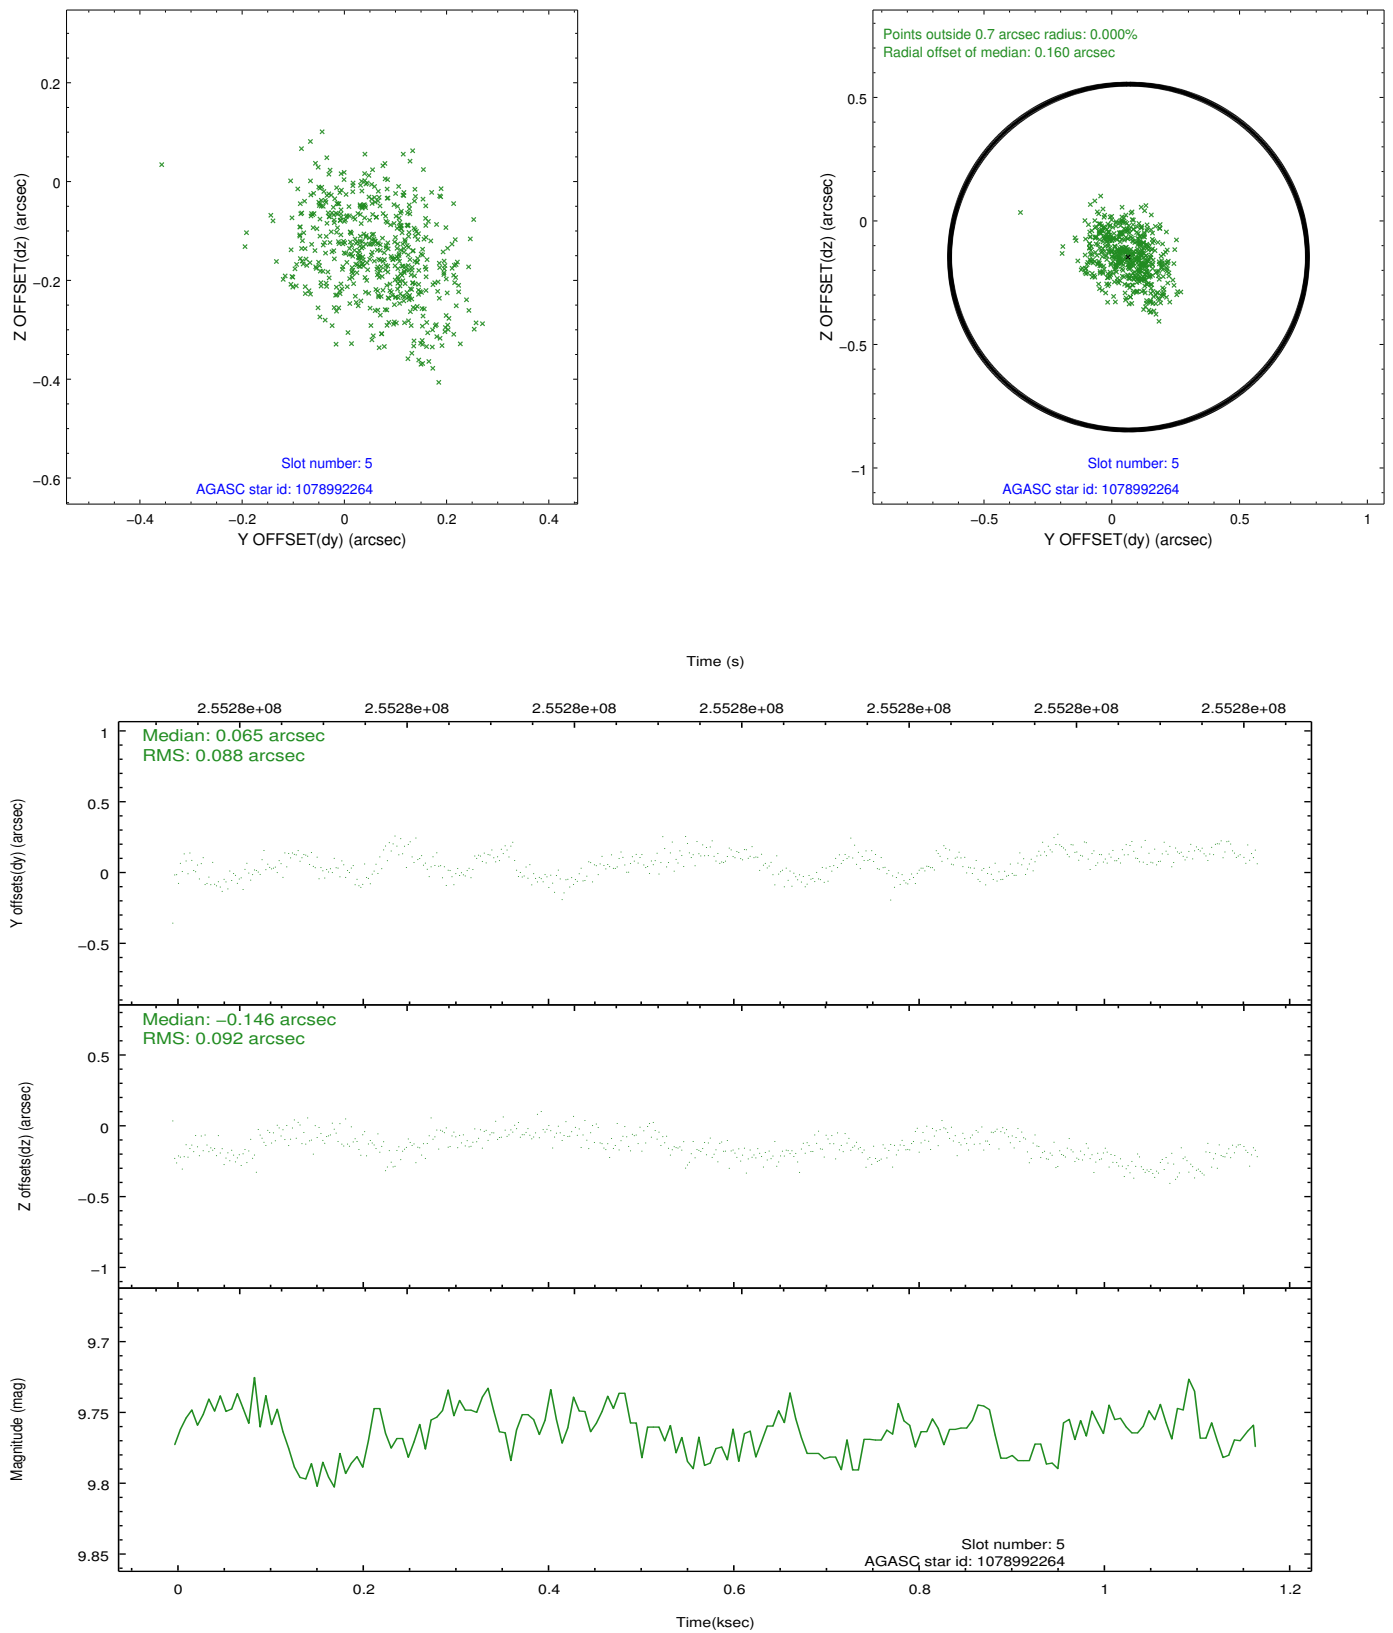 0.2
0
−0.2
−0.4
−0.6
Z OFFSET(dz) (arcsec)
Slot number: 5
AGASC star id: 1078992264
−0.4 −0.2 0 0.2 0.4
Y OFFSET(dy) (arcsec)
Points outside 0.7 arcsec radius: 0.000%
Radial offset of median: 0.160 arcsec
0.5
0
−0.5
−1
Z OFFSET(dz) (arcsec)
Slot number: 5
AGASC star id: 1078992264
−0.5 0 0.5 1
Y OFFSET(dy) (arcsec)
Time (s)
2.5528e+08 2.5528e+08 2.5528e+08 2.5528e+08 2.5528e+08 2.5528e+08 2.5528e+08
Median: 0.065 arcsec
RMS: 0.088 arcsec
1
0.5
0
−0.5
Y offsets(dy) (arcsec)
Median: −0.146 arcsec
RMS: 0.092 arcsec
0.5
0
−0.5
−1
Z offsets(dz) (arcsec)
9.7
9.75
9.8
9.85
Magnitude (mag)
Slot number: 5
AGASC star id: 1078992264
0 0.2 0.4 0.6 0.8 1 1.2
Time(ksec)